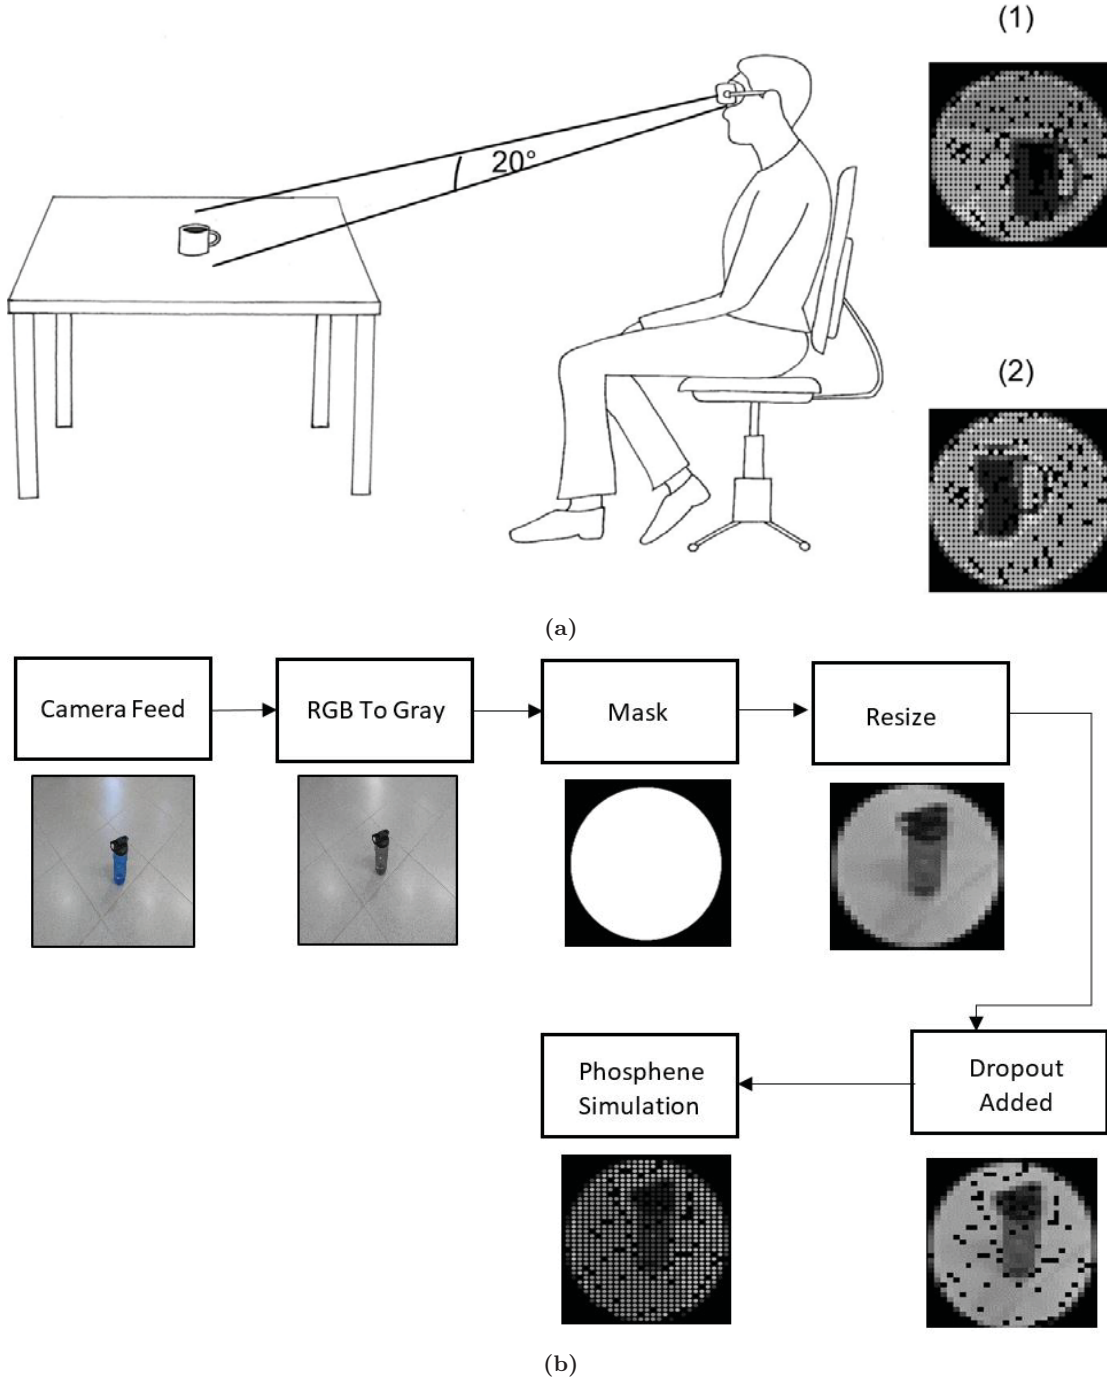 (1)
20°
(2)
(a)
Camera Feed
RGB To Gray
Mask
Resize
Phosphene
Simulation
Dropout
Added
(b)